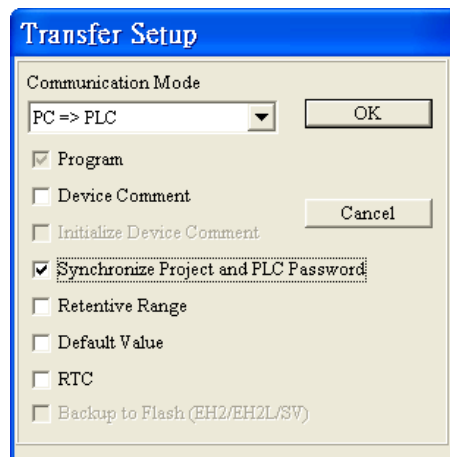 Transfer Setup
Communication Mode
PC => PLC
OK
Program
Device Comment
Cancel
Initialize Device Comment
Synchronize Project and PLC Password
Retentive Range
Default Value
RTC
Backup to Flash (EH2/EH2L/SV)